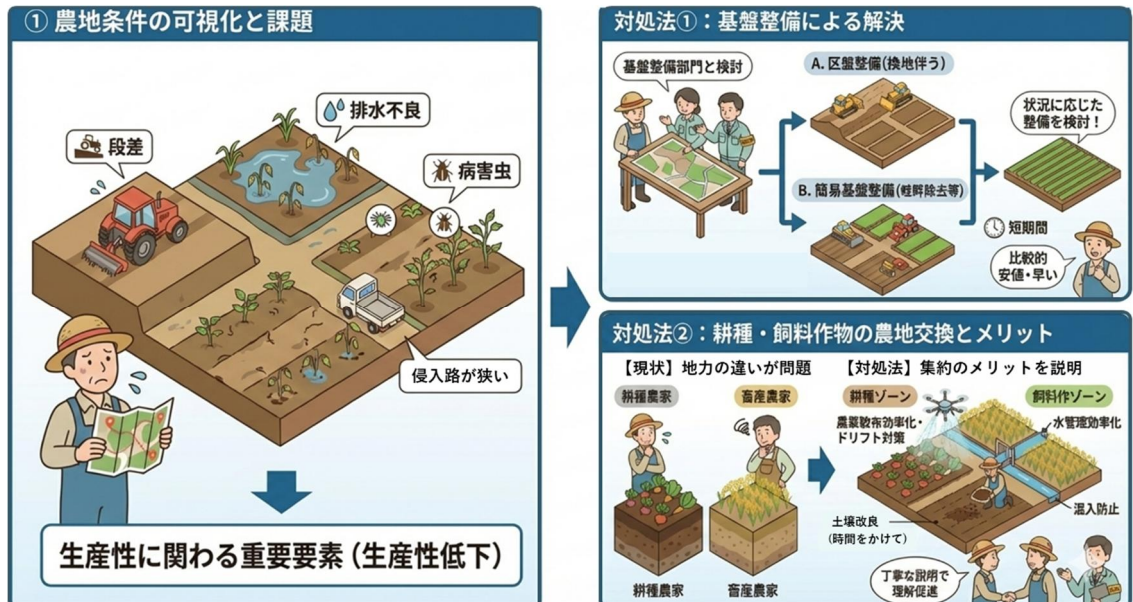 ① 農地条件の可視化と課題
段差
排水不良
病害虫
侵入路が狭い
生産性に関わる重要要素（生産性低下）
対処法①：基盤整備による解決
基盤整備部門と検討
A. 区盤整備（換地伴う）
B. 簡易基盤整備（畦畔除去等）
状況に応じた
整備を検討！
短期間
比較的
安値・早い
対処法②：耕種・飼料作物の農地交換とメリット
【現状】地力の違いが問題
耕種農家
畜産農家
耕種農家
畜産農家
【対処法】集約のメリットを説明
耕種ゾーン
飼料作ゾーン
農薬散布効率化・
ドリフト対策
水管理効率化
混入防止
土壌改良
（時間をかけて）
丁寧な説明で
理解促進